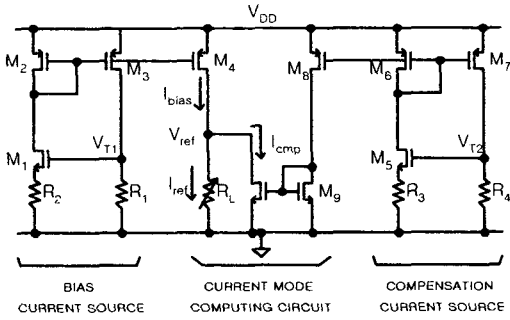 V_DD
M_2
M_3
M_4
M_8
M_6
M_7
I_bias
V_T1
V_ref
I_cmp
V_T2
M_1
M_5
R_2
R_1
I_ref
R_L
M_9
R_3
R_4
BIAS
CURRENT SOURCE
CURRENT MODE
COMPUTING CIRCUIT
COMPENSATION
CURRENT SOURCE